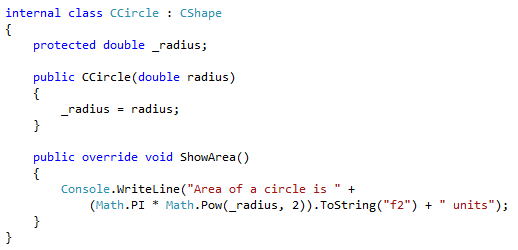 internal class CCircle : CShape
{
    protected double _radius;

    public CCircle(double radius)
    {
        _radius = radius;
    }

    public override void ShowArea()
    {
        Console.WriteLine("Area of a circle is " +
            (Math.PI * Math.Pow(_radius, 2)).ToString("f2") + " units");
    }
}